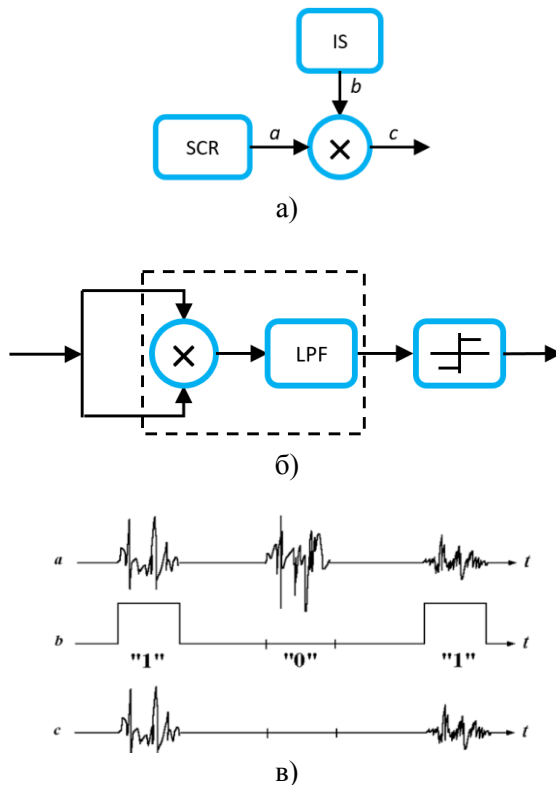 IS
b
SCR
a
×
c
а)
×
LPF
б)
a
t
b
t
"1"
"0"
"1"
c
t
в)